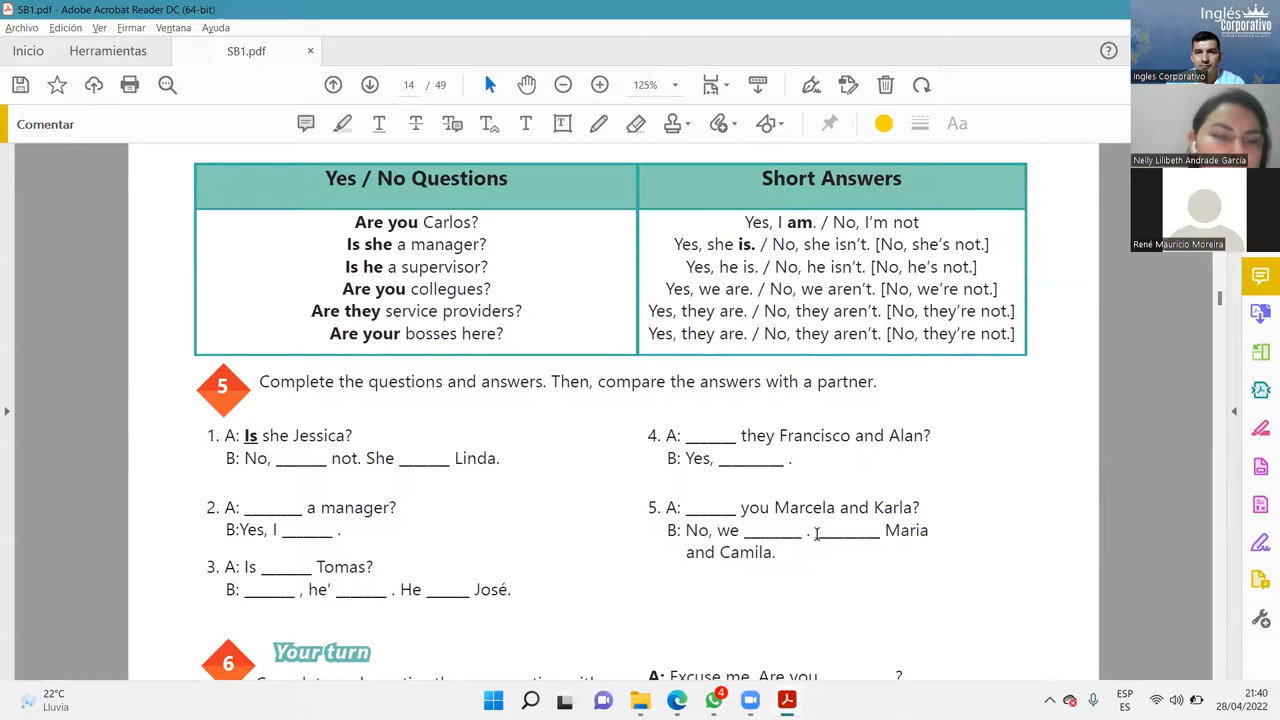 SB1.pdf - Adobe Acrobat Reader DC (64-bit)
Archivo Edición Ver Firmar Ventana Ayuda
Inicio Herramientas SB1.pdf ×
14 / 49 125%
Comentar
Inglés Corporativo
Ingles Corporativo
Nelly Lilibeth Andrade García
René Mauricio Moreira
Yes / No Questions Short Answers
Are you Carlos? Yes, I am. / No, I'm not
Is she a manager? Yes, she is. / No, she isn't. [No, she's not.]
Is he a supervisor? Yes, he is. / No, he isn't. [No, he's not.]
Are you collegues? Yes, we are. / No, we aren't. [No, we're not.]
Are they service providers? Yes, they are. / No, they aren't. [No, they're not.]
Are your bosses here? Yes, they are. / No, they aren't. [No, they're not.]
5 Complete the questions and answers. Then, compare the answers with a partner.
1. A: Is she Jessica?
B: No, ______ not. She ______ Linda.
2. A: _______ a manager?
B:Yes, I ______ .
3. A: Is ______ Tomas?
B: ______ , he' ______ . He _____ José.
4. A: ______ they Francisco and Alan?
B: Yes, ________ .
5. A: ______ you Marcela and Karla?
B: No, we _______ . ________ Maria
and Camila.
6 Your turn
A: Excuse me. Are you _________ ?
22°C
Lluvia
4
ESP
ES
21:40
28/04/2022